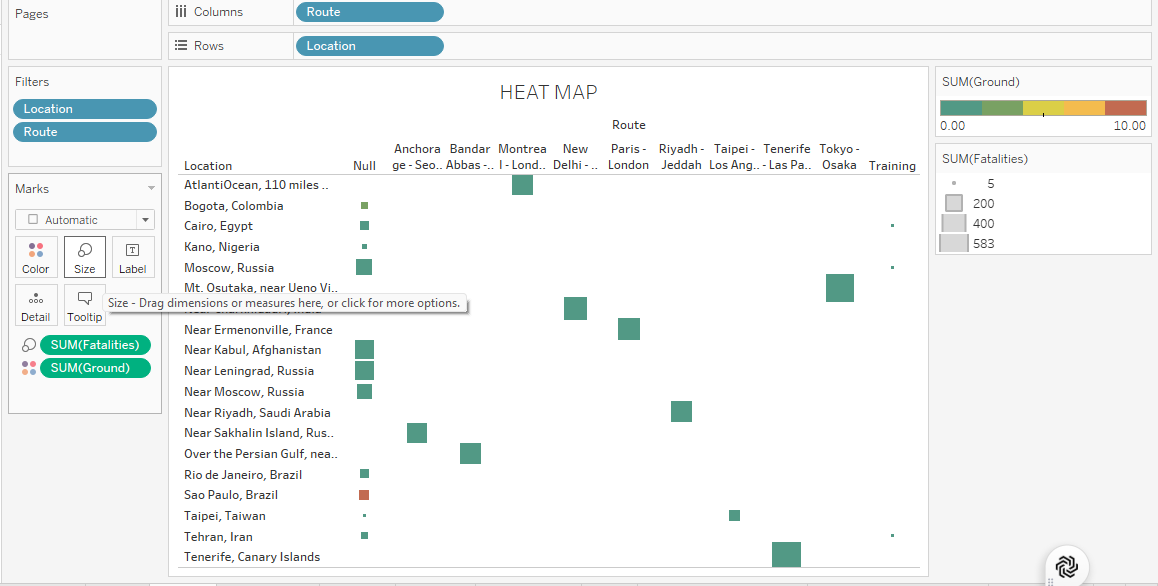 Pages
Columns
Route
Rows
Location
Filters
Location
Route
Marks
Automatic
Color
Size
Label
Detail
Tooltip
Size - Drag dimensions or measures here, or click for more options.
SUM(Fatalities)
SUM(Ground)
HEAT MAP
Route
Location
Null
Anchora
ge - Seo..
Bandar
Abbas -..
Montrea
l - Lond..
New
Delhi - ..
Paris -
London
Riyadh -
Jeddah
Taipei -
Los Ang..
Tenerife
- Las Pa..
Tokyo -
Osaka
Training
AtlantiOcean, 110 miles ..
Bogota, Colombia
Cairo, Egypt
Kano, Nigeria
Moscow, Russia
Mt. Osutaka, near Ueno Vi..
Near Ermenonville, France
Near Kabul, Afghanistan
Near Leningrad, Russia
Near Moscow, Russia
Near Riyadh, Saudi Arabia
Near Sakhalin Island, Rus..
Over the Persian Gulf, nea..
Rio de Janeiro, Brazil
Sao Paulo, Brazil
Taipei, Taiwan
Tehran, Iran
Tenerife, Canary Islands
SUM(Ground)
0.00 10.00
SUM(Fatalities)
5
200
400
583